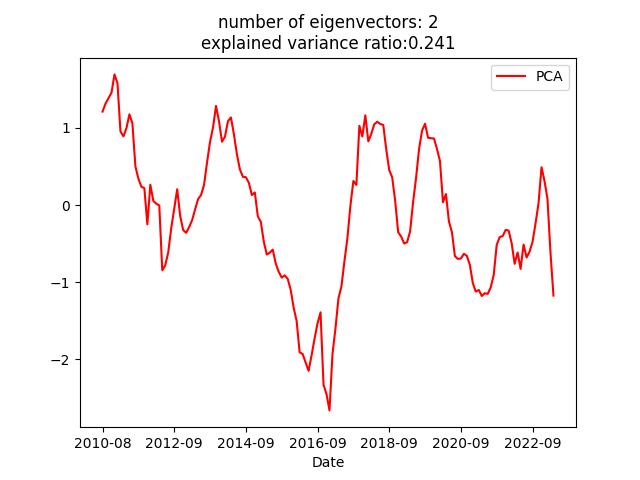 number of eigenvectors: 2
explained variance ratio:0.241
PCA
1
0
−1
−2
2010-08 2012-09 2014-09 2016-09 2018-09 2020-09 2022-09
Date